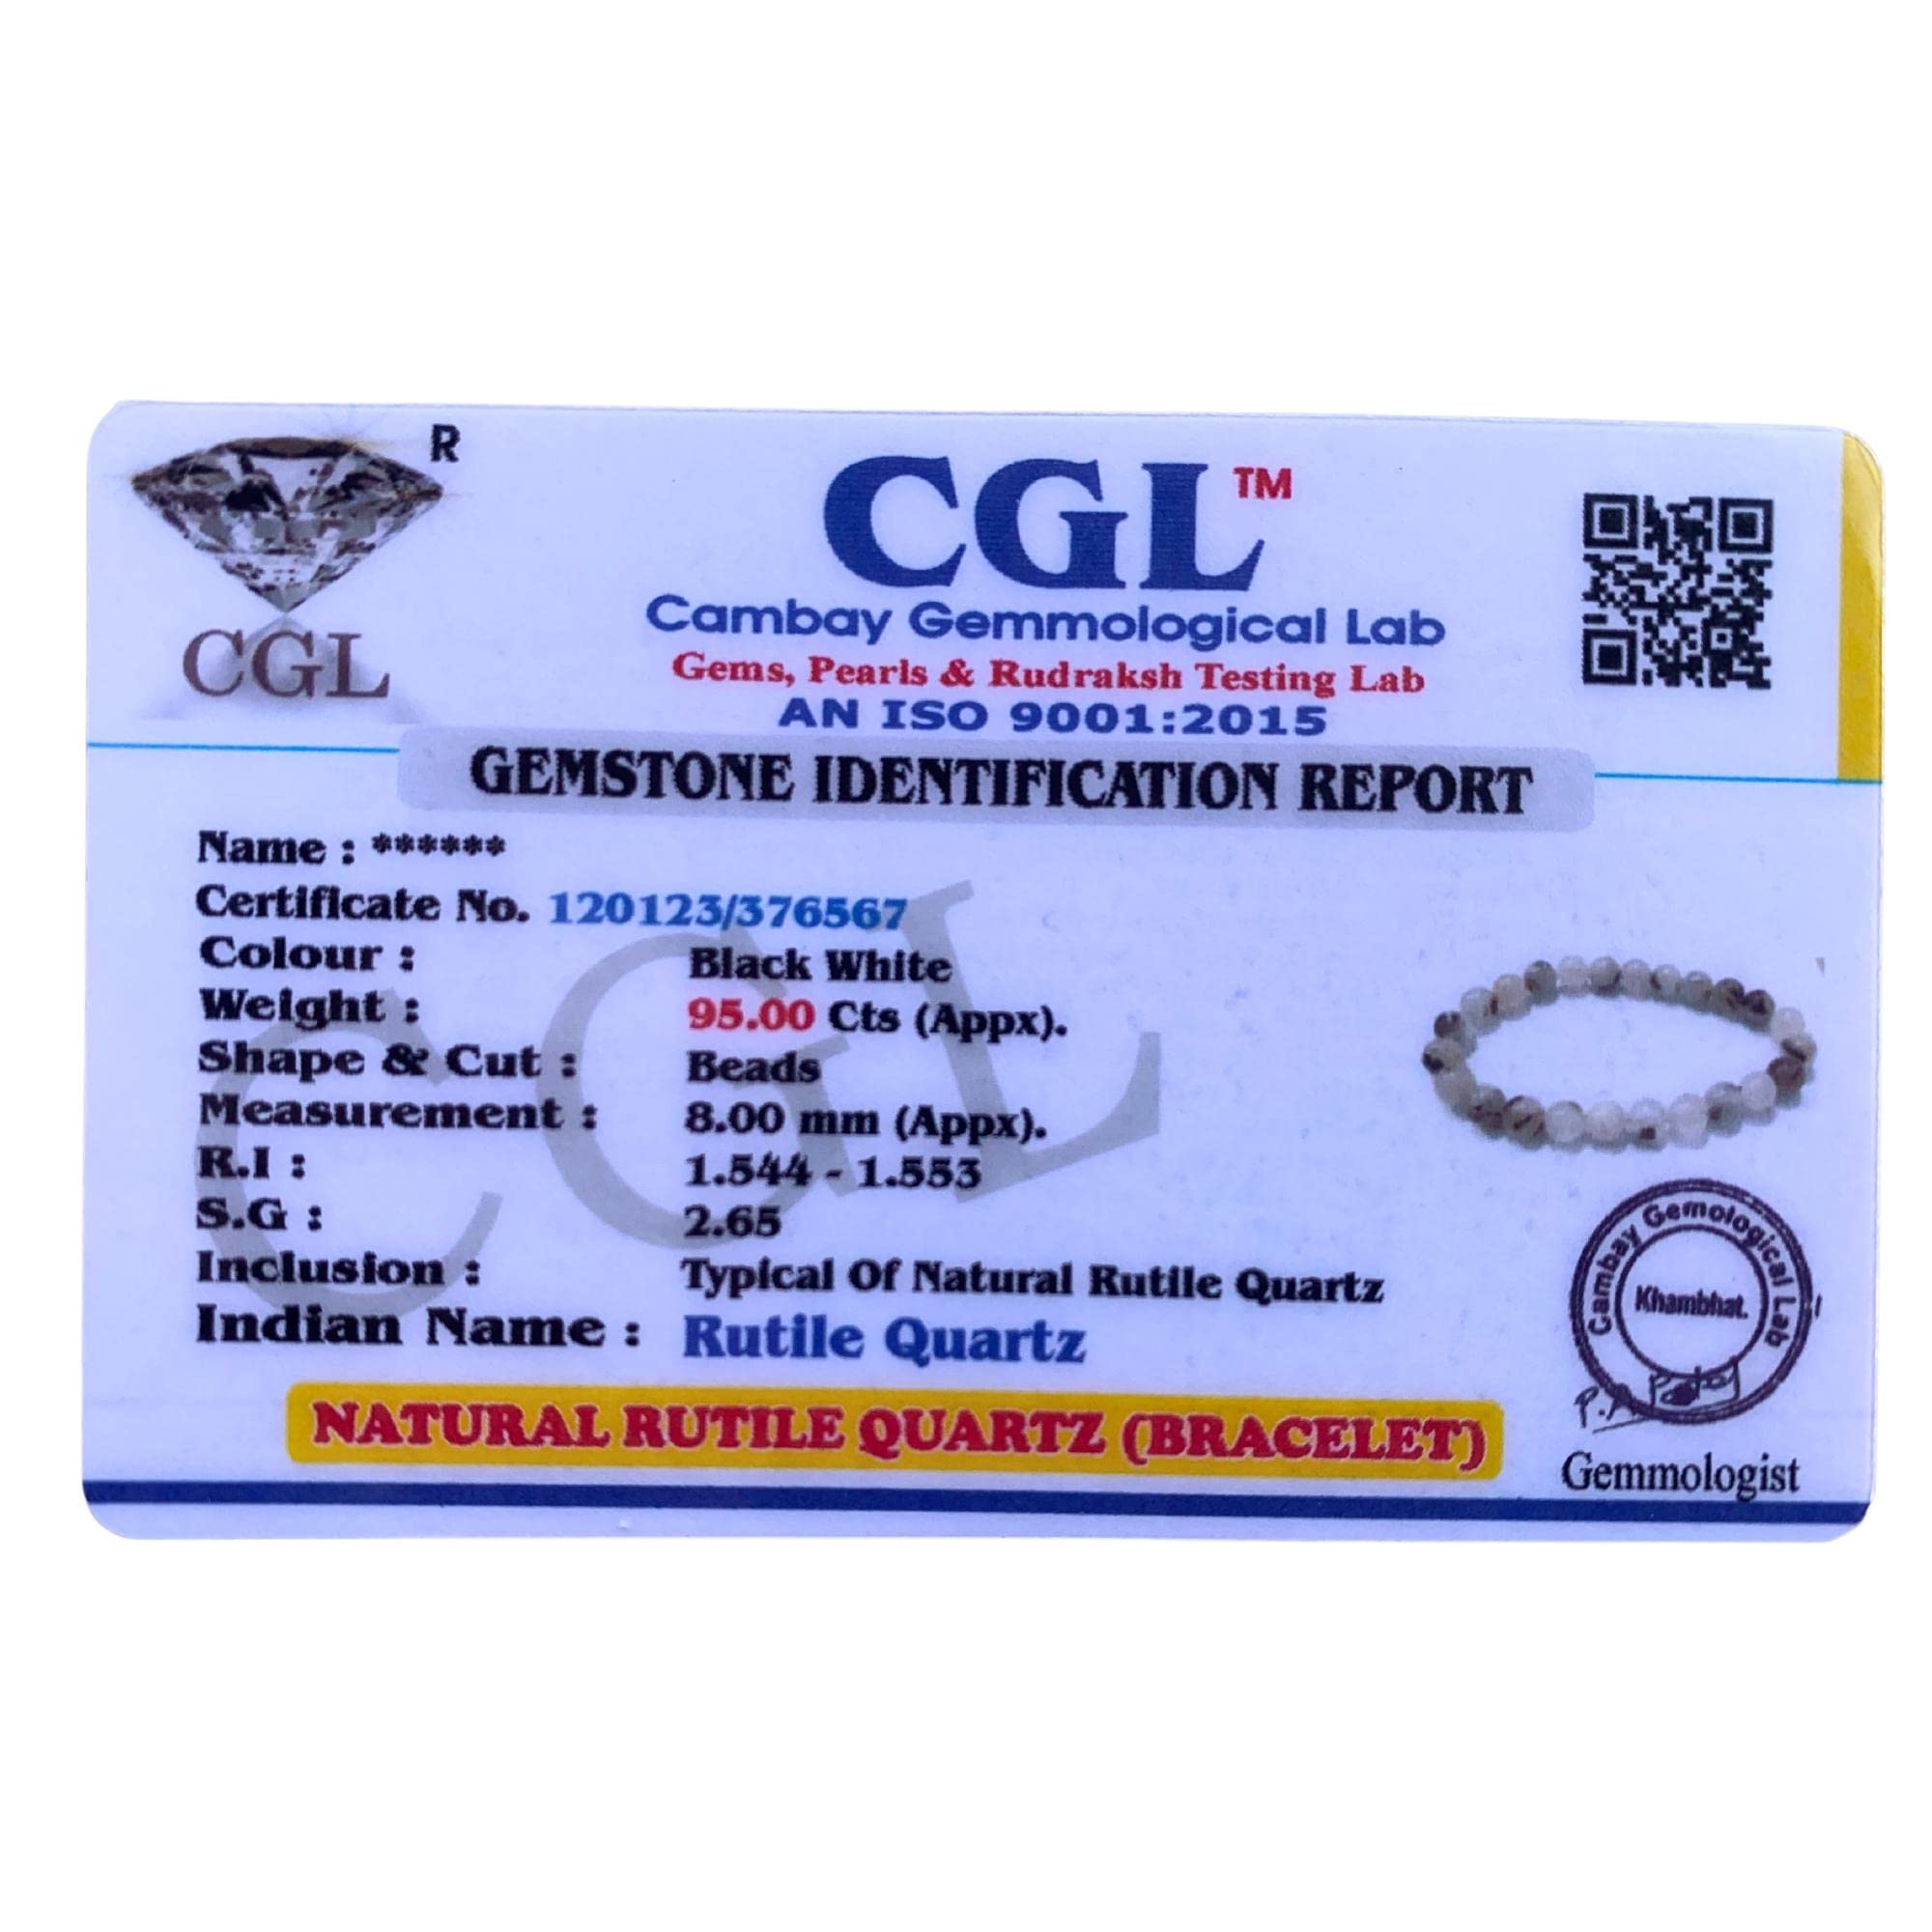 R
CGL
CGL™
Cambay Gemmological Lab
Gems, Pearls & Rudraksh Testing Lab
AN ISO 9001:2015
GEMSTONE IDENTIFICATION REPORT
Name : ******
Certificate No. 120123/376567
Colour : Black White
Weight : 95.00 Cts (Appx).
Shape & Cut : Beads
Measurement : 8.00 mm (Appx).
R.I : 1.544 - 1.553
S.G : 2.65
Inclusion : Typical Of Natural Rutile Quartz
Indian Name : Rutile Quartz
NATURAL RUTILE QUARTZ (BRACELET)
CGL
Cambay Gemological Lab
Khambhat.
Gemmologist